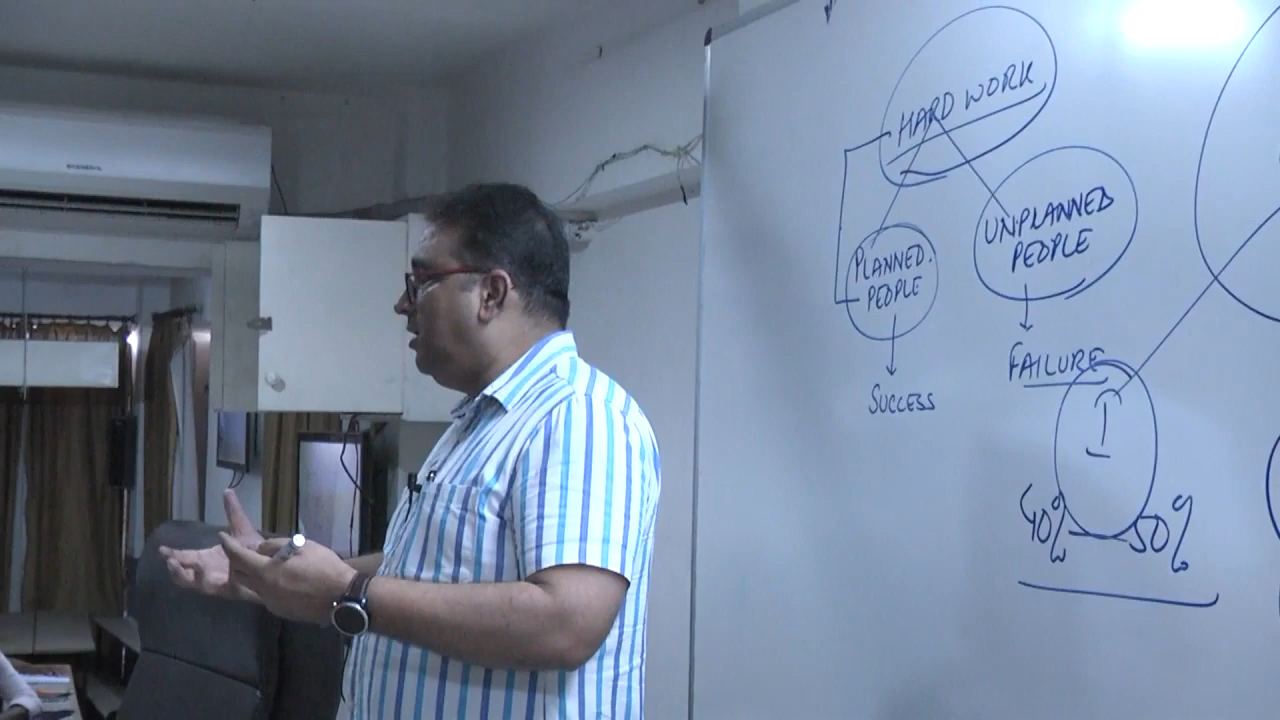 HARD WORK
PLANNED.
PEOPLE
UNPLANNED
PEOPLE
SUCCESS
FAILURE
I
40% 50%